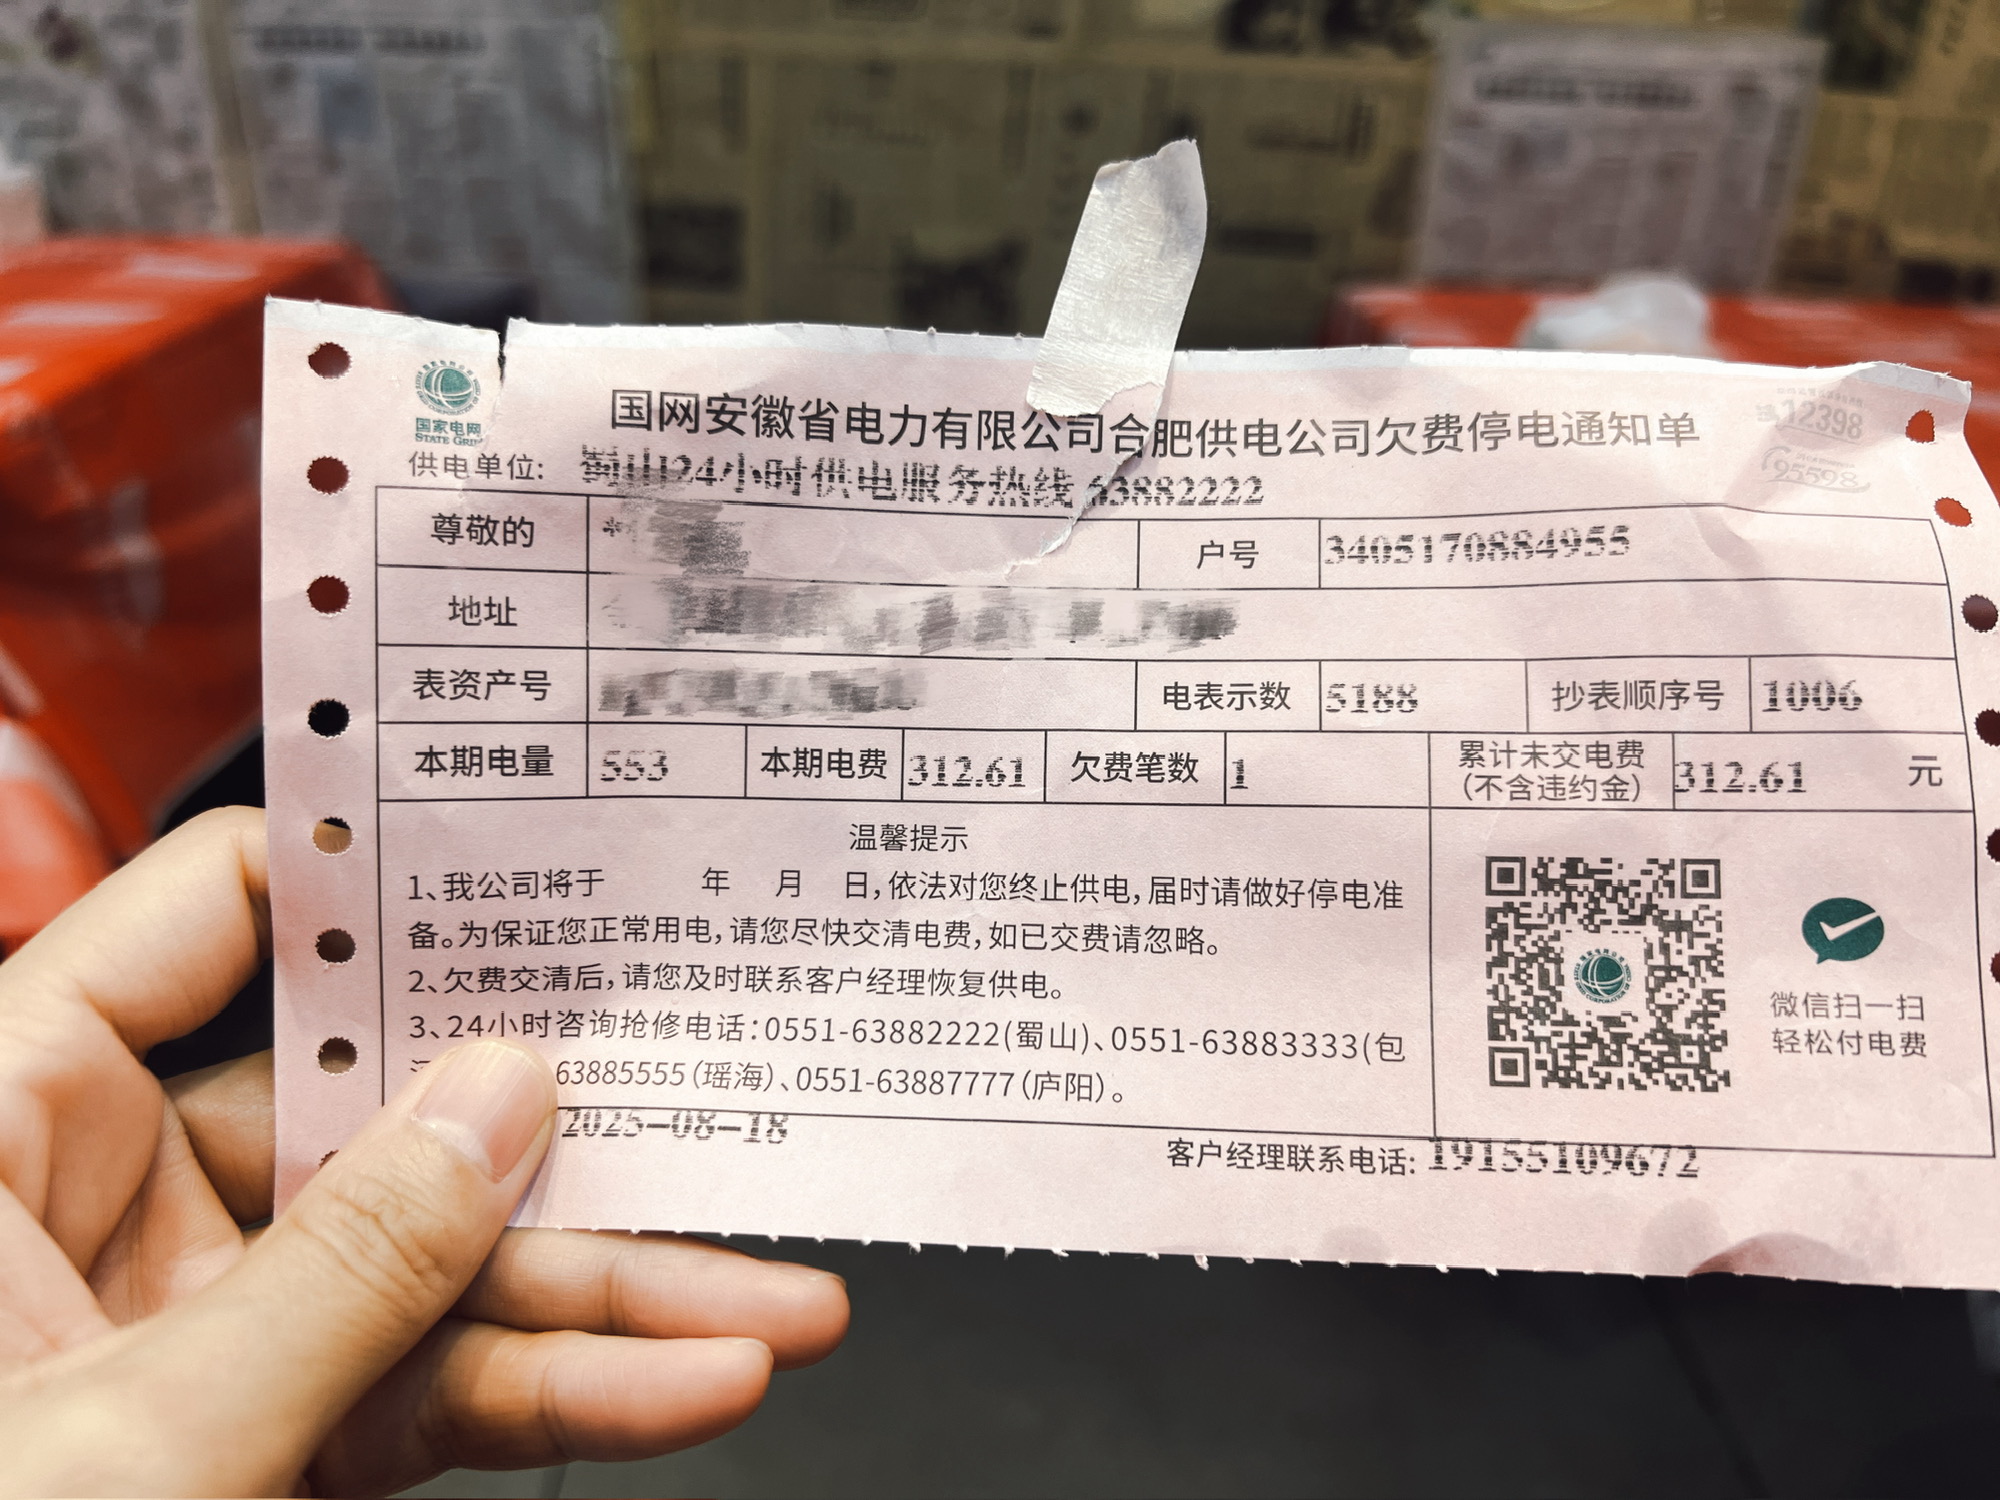 国家电网
STATE GRID
国网安徽省电力有限公司合肥供电公司欠费停电通知单
12398
95598
供电单位: 蜀山24小时供电服务热线 63882222
尊敬的 * 户号 3405170884955
地址
表资产号 电表示数 5188 抄表顺序号 1006
本期电量 553 本期电费 312.61 欠费笔数 1 累计未交电费 312.61 元
(不含违约金)
温馨提示
1、我公司将于 年 月 日,依法对您终止供电,届时请做好停电准
备。为保证您正常用电,请您尽快交清电费,如已交费请忽略。
2、欠费交清后,请您及时联系客户经理恢复供电。
3、24小时咨询抢修电话:0551-63882222(蜀山)、0551-63883333(包
63885555(瑶海)、0551-63887777(庐阳)。
微信扫一扫
轻松付电费
2025-08-18
客户经理联系电话: 19155109672